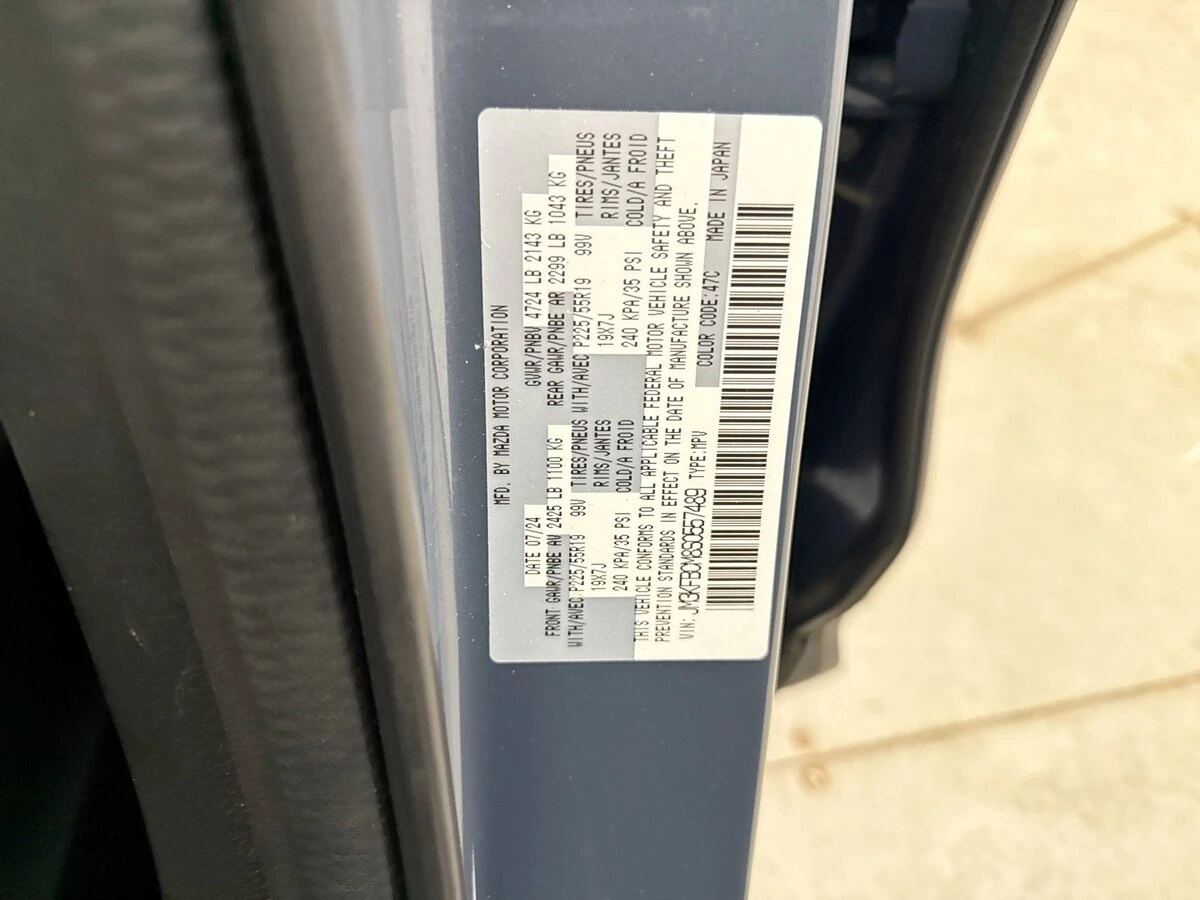 MFD. BY MAZDA MOTOR CORPORATION
DATE 07/24 GVWR/PNBV 4724 LB 2143 KG
FRONT GAWR/PNBE AV 2425 LB 1100 KG REAR GAWR/PNBE AR 2299 LB 1043 KG
WITH/AVEC P225/55R19 99V TIRES/PNEUS WITH/AVEC P225/55R19 99V TIRES/PNEUS
19X7J RIMS/JANTES 19X7J RIMS/JANTES
240 KPA/35 PSI COLD/A FROID 240 KPA/35 PSI COLD/A FROID
THIS VEHICLE CONFORMS TO ALL APPLICABLE FEDERAL MOTOR VEHICLE SAFETY AND THEFT
PREVENTION STANDARDS IN EFFECT ON THE DATE OF MANUFACTURE SHOWN ABOVE.
VIN: JM3KFBCM8S0557489 TYPE:MPV COLOR CODE:47C MADE IN JAPAN